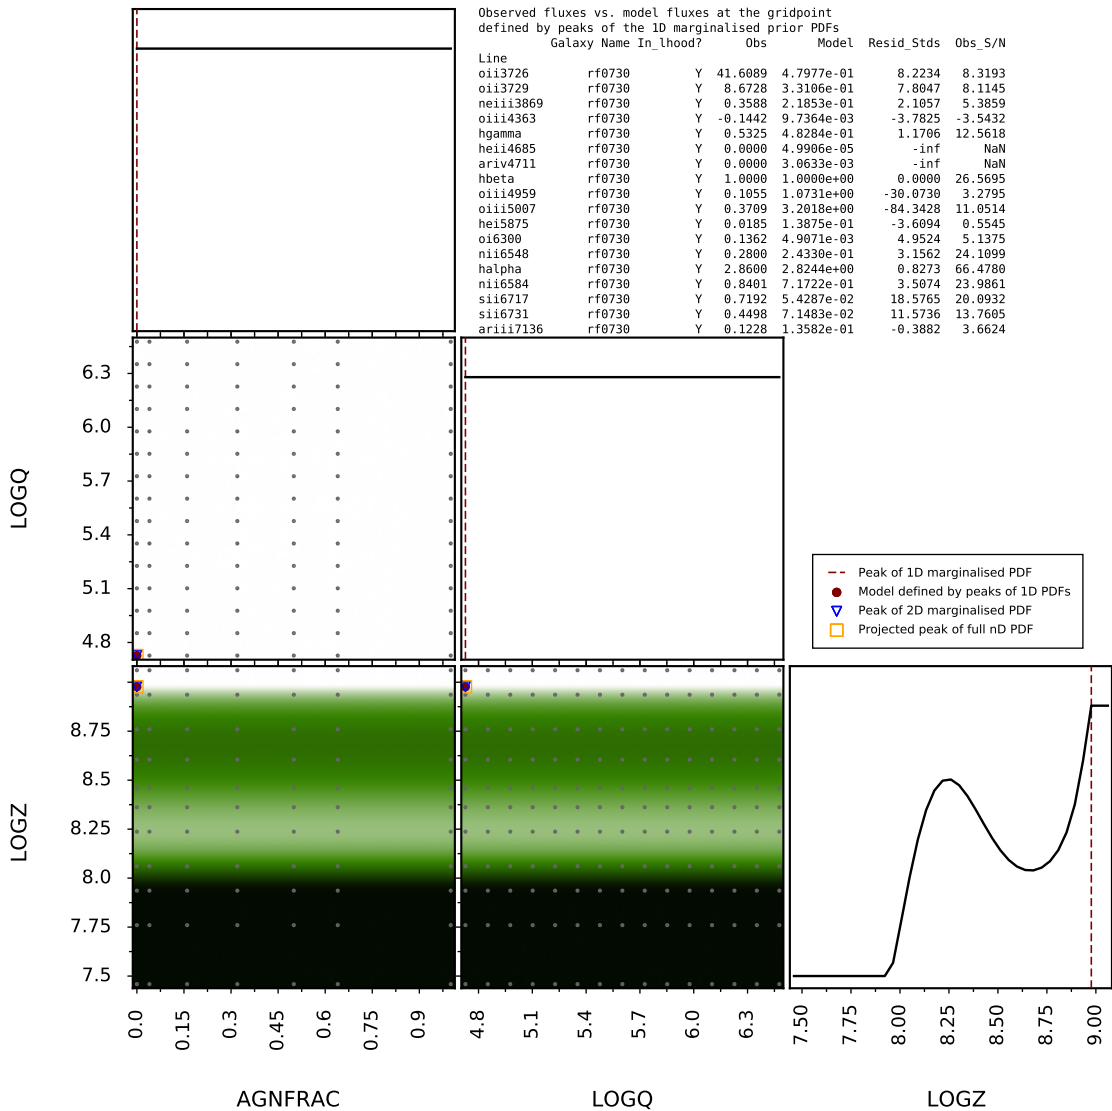 Observed fluxes vs. model fluxes at the gridpoint
defined by peaks of the 1D marginalised prior PDFs
Galaxy Name In_lhood? Obs Model Resid_Stds Obs_S/N
Line
oii3726 rf0730 Y 41.6089 4.7977e-01 8.2234 8.3193
oii3729 rf0730 Y 8.6728 3.3106e-01 7.8047 8.1145
neiii3869 rf0730 Y 0.3588 2.1853e-01 2.1057 5.3859
oiii4363 rf0730 Y -0.1442 9.7364e-03 -3.7825 -3.5432
hgamma rf0730 Y 0.5325 4.8284e-01 1.1706 12.5618
heii4685 rf0730 Y 0.0000 4.9906e-05 -inf NaN
ariv4711 rf0730 Y 0.0000 3.0633e-03 -inf NaN
hbeta rf0730 Y 1.0000 1.0000e+00 0.0000 26.5695
oiii4959 rf0730 Y 0.1055 1.0731e+00 -30.0730 3.2795
oiii5007 rf0730 Y 0.3709 3.2018e+00 -84.3428 11.0514
hei5875 rf0730 Y 0.0185 1.3875e-01 -3.6094 0.5545
oi6300 rf0730 Y 0.1362 4.9071e-03 4.9524 5.1375
nii6548 rf0730 Y 0.2800 2.4330e-01 3.1562 24.1099
halpha rf0730 Y 2.8600 2.8244e+00 0.8273 66.4780
nii6584 rf0730 Y 0.8401 7.1722e-01 3.5074 23.9861
sii6717 rf0730 Y 0.7192 5.4287e-02 18.5765 20.0932
sii6731 rf0730 Y 0.4498 7.1483e-02 11.5736 13.7605
ariii7136 rf0730 Y 0.1228 1.3582e-01 -0.3882 3.6624
6.3
6.0
5.7
5.4
5.1
4.8
LOGQ
Peak of 1D marginalised PDF
Model defined by peaks of 1D PDFs
Peak of 2D marginalised PDF
Projected peak of full nD PDF
8.75
8.5
8.25
8.0
7.75
7.5
LOGZ
0.0 0.15 0.3 0.45 0.6 0.75 0.9
4.8 5.1 5.4 5.7 6.0 6.3
7.50 7.75 8.00 8.25 8.50 8.75 9.00
AGNFRAC LOGQ LOGZ